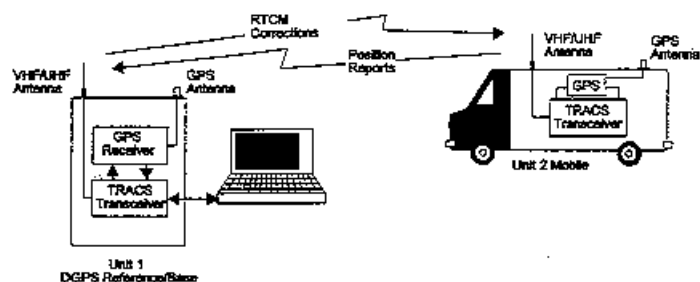 RTCM
Corrections
Position
Reports
VHF/UHF
Antenna
GPS
Antenna
GPS
Receiver
TRACS
Transceiver
Unit 1
DGPS Reference/Base
VHF/UHF
Antenna
GPS
Antenna
GPS
TRACS
Transceiver
Unit 2 Mobile